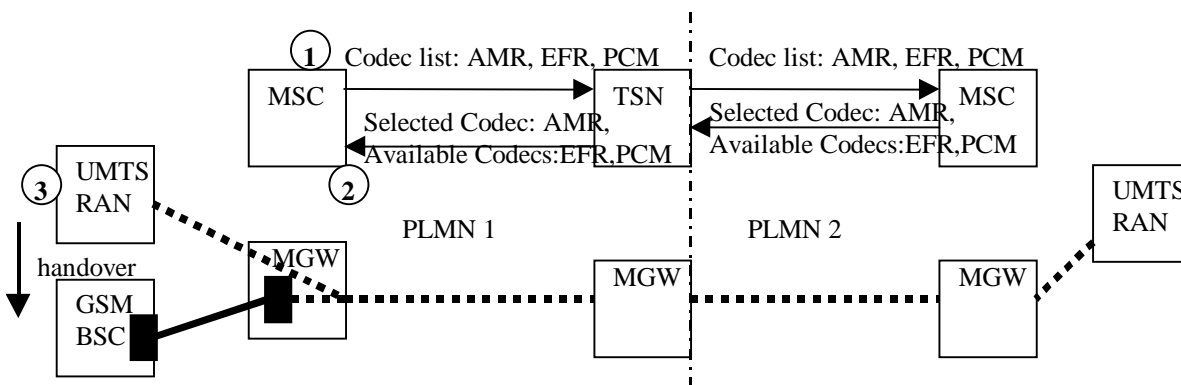 1
Codec list: AMR, EFR, PCM
Codec list: AMR, EFR, PCM
MSC
TSN
MSC
Selected Codec: AMR,
Available Codecs:EFR,PCM
Selected Codec: AMR,
Available Codecs:EFR,PCM
2
3
UMTS
RAN
UMTS
RAN
PLMN 1
PLMN 2
handover
MGW
MGW
MGW
GSM
BSC